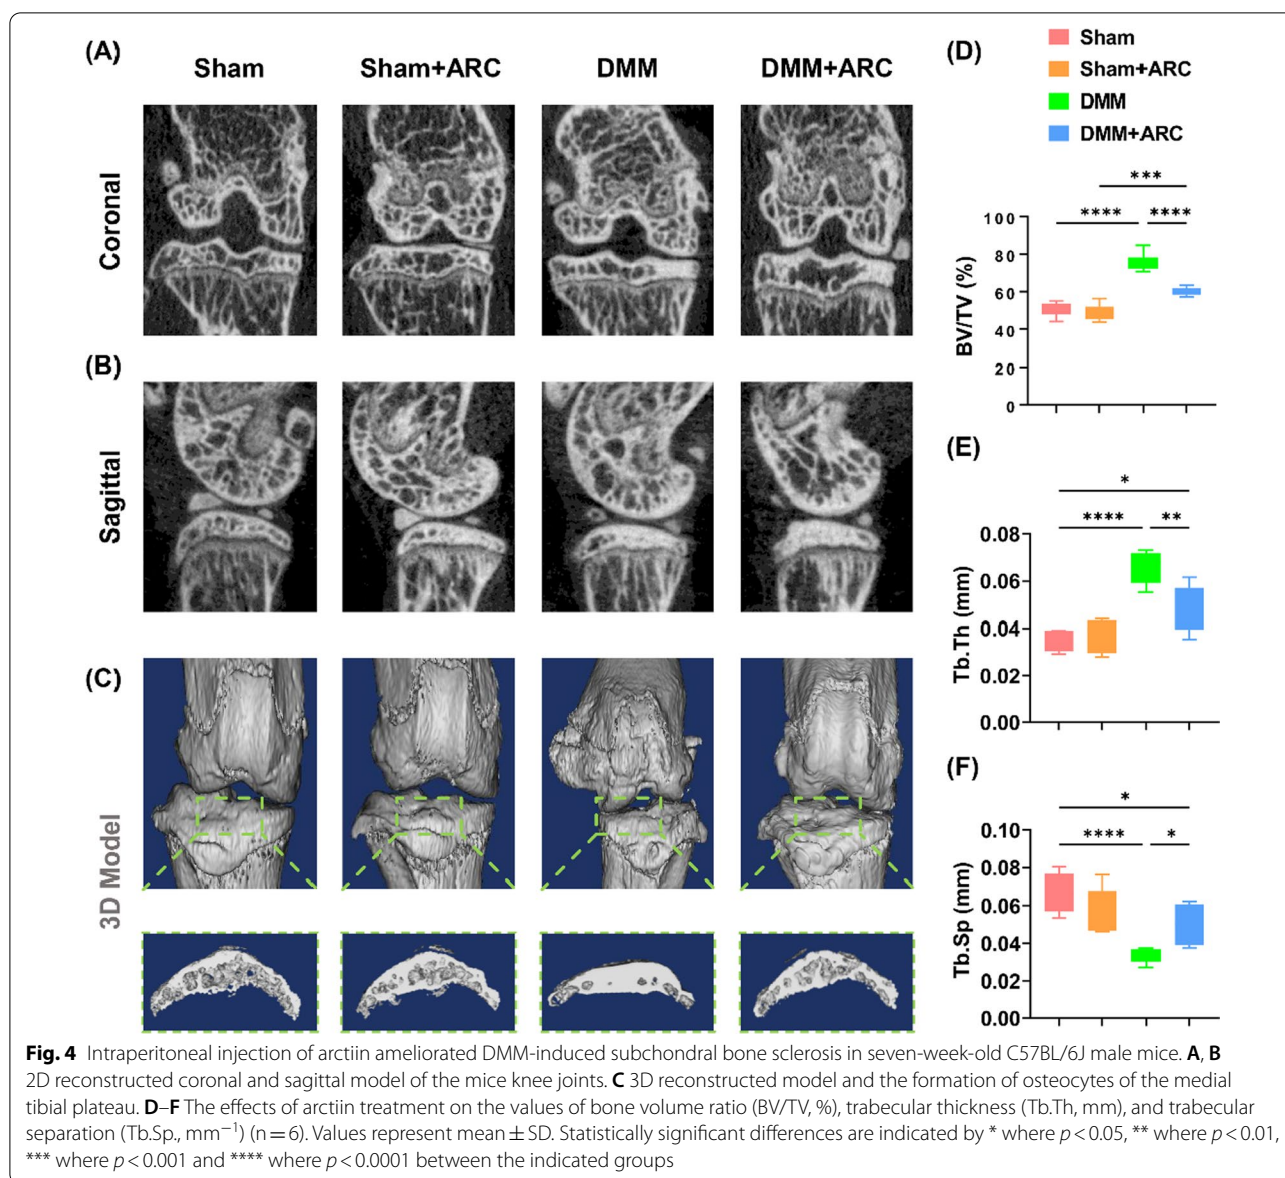 (A)
Sham
Sham+ARC
DMM
DMM+ARC
Coronal
(B)
Sagittal
(C)
3D Model
(D)
Sham
Sham+ARC
DMM
DMM+ARC
***
**** ****
BV/TV (%)
100
80
60
40
20
0
(E)
*
**** **
Tb.Th (mm)
0.08
0.06
0.04
0.02
0.00
(F)
*
**** *
Tb.Sp (mm)
0.10
0.08
0.06
0.04
0.02
0.00
Fig. 4 Intraperitoneal injection of arctiin ameliorated DMM-induced subchondral bone sclerosis in seven-week-old C57BL/6J male mice. A, B
2D reconstructed coronal and sagittal model of the mice knee joints. C 3D reconstructed model and the formation of osteocytes of the medial
tibial plateau. D–F The effects of arctiin treatment on the values of bone volume ratio (BV/TV, %), trabecular thickness (Tb.Th, mm), and trabecular
separation (Tb.Sp., mm⁻¹) (n = 6). Values represent mean ± SD. Statistically significant differences are indicated by * where p < 0.05, ** where p < 0.01,
*** where p < 0.001 and **** where p < 0.0001 between the indicated groups